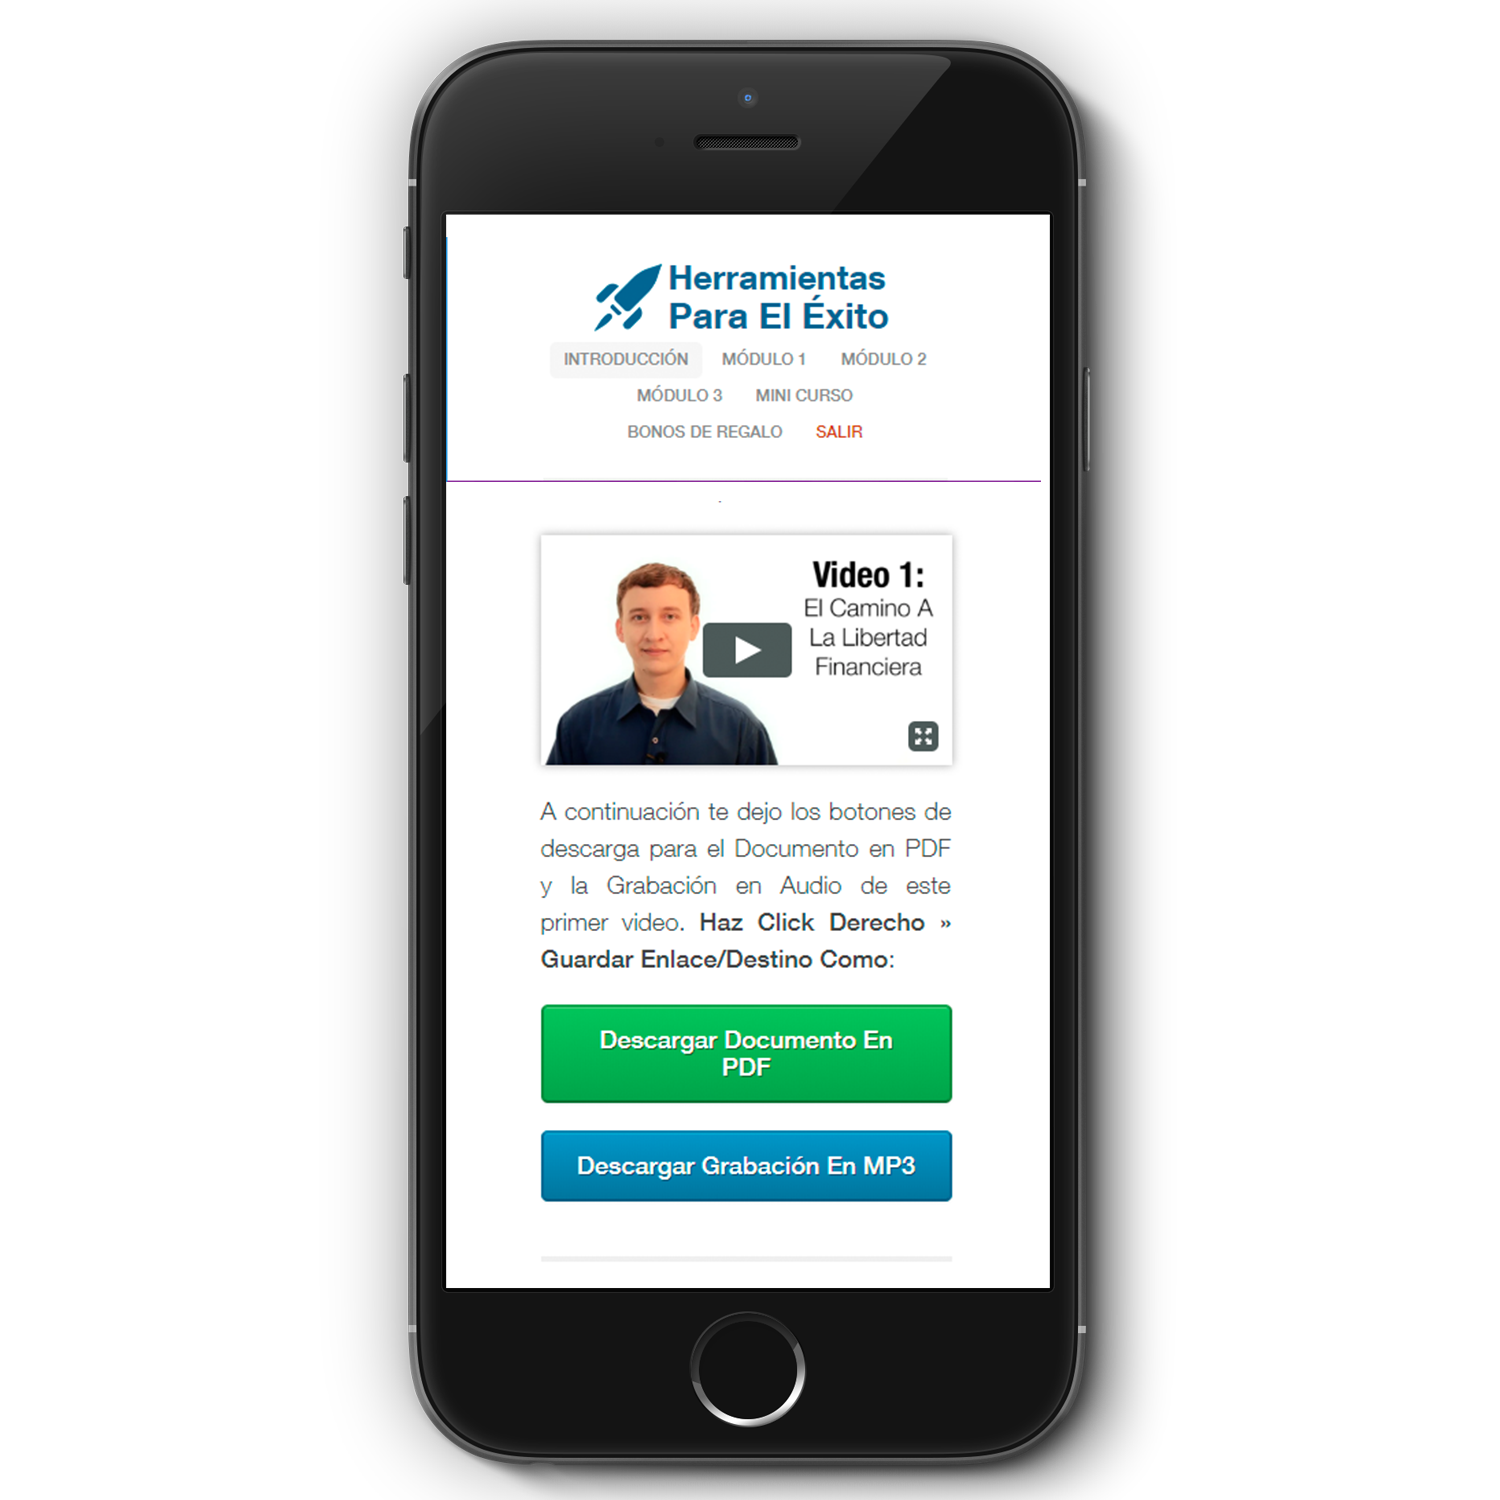 Herramientas
Para El Éxito
INTRODUCCIÓN MÓDULO 1 MÓDULO 2
MÓDULO 3 MINI CURSO
BONOS DE REGALO SALIR
Video 1:
El Camino A
La Libertad
Financiera
A continuación te dejo los botones de
descarga para el Documento en PDF
y la Grabación en Audio de este
primer video. Haz Click Derecho »
Guardar Enlace/Destino Como:
Descargar Documento En
PDF
Descargar Grabación En MP3